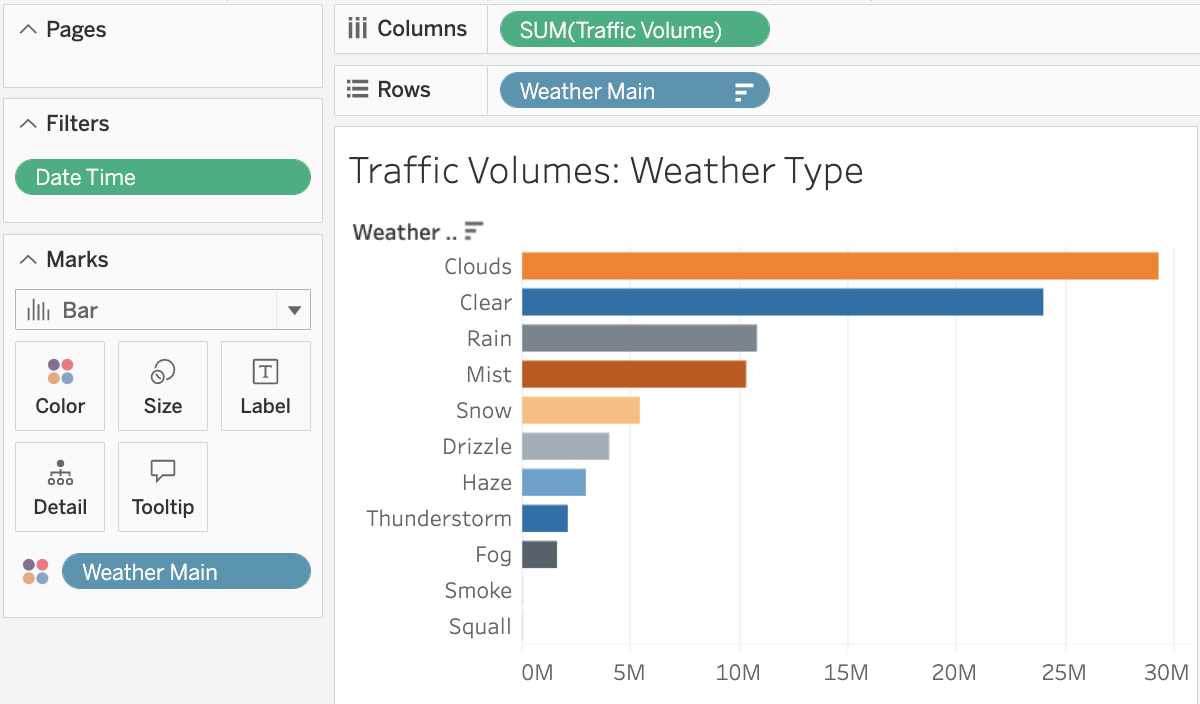 Pages
Filters
Date Time
Marks
Bar
Color
Size
Label
Detail
Tooltip
Weather Main
Columns
SUM(Traffic Volume)
Rows
Weather Main
Traffic Volumes: Weather Type
Weather ..
Clouds
Clear
Rain
Mist
Snow
Drizzle
Haze
Thunderstorm
Fog
Smoke
Squall
0M 5M 10M 15M 20M 25M 30M